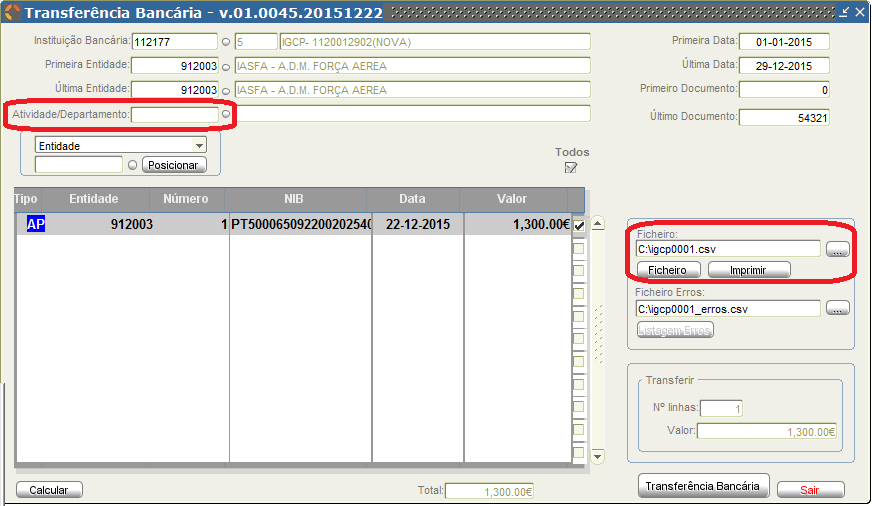 Transferência Bancária - v.01.0045.20151222
Instituição Bancária: 112177 5 IGCP- 1120012902(NOVA) Primeira Data: 01-01-2015
Primeira Entidade: 912003 IASFA - A.D.M. FORÇA AEREA Última Data: 29-12-2015
Última Entidade: 912003 IASFA - A.D.M. FORÇA AEREA Primeiro Documento: 0
Atividade/Departamento: Último Documento: 54321
Entidade
Posicionar
Todos
Tipo Entidade Número NIB Data Valor
AP 912003 1 PT50006509220020254 22-12-2015 1,300.00€
Ficheiro:
C:\igcp0001.csv ...
Ficheiro Imprimir
Ficheiro Erros:
C:\igcp0001_erros.csv ...
Listagem Erros
Transferir
Nº linhas: 1
Valor: 1,300.00€
Calcular Total: 1,300.00€ Transferência Bancária Sair